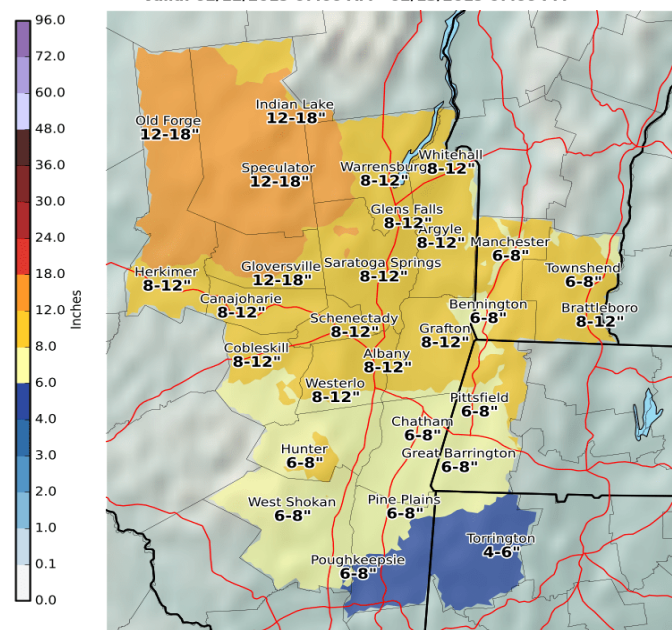 96.0
72.0
60.0
48.0
36.0
30.0
24.0
18.0
12.0
8.0
6.0
4.0
3.0
2.0
1.0
0.1
0.0
Inches
Indian Lake
12-18"
Old Forge
12-18"
Whitehall
8-12"
Speculator
12-18"
Warrensburg
8-12"
Glens Falls
8-12"
Argyle
8-12"
Manchester
6-8"
Saratoga Springs
8-12"
Gloversville
12-18"
Herkimer
8-12"
Townshend
6-8"
Canajoharie
8-12"
Bennington
6-8"
Brattleboro
8-12"
Schenectady
8-12"
Grafton
8-12"
Cobleskill
8-12"
Albany
8-12"
Westerlo
8-12"
Pittsfield
6-8"
Chatham
6-8"
Hunter
6-8"
Great Barrington
6-8"
West Shokan
6-8"
Pine Plains
6-8"
Torrington
4-6"
Poughkeepsie
6-8"